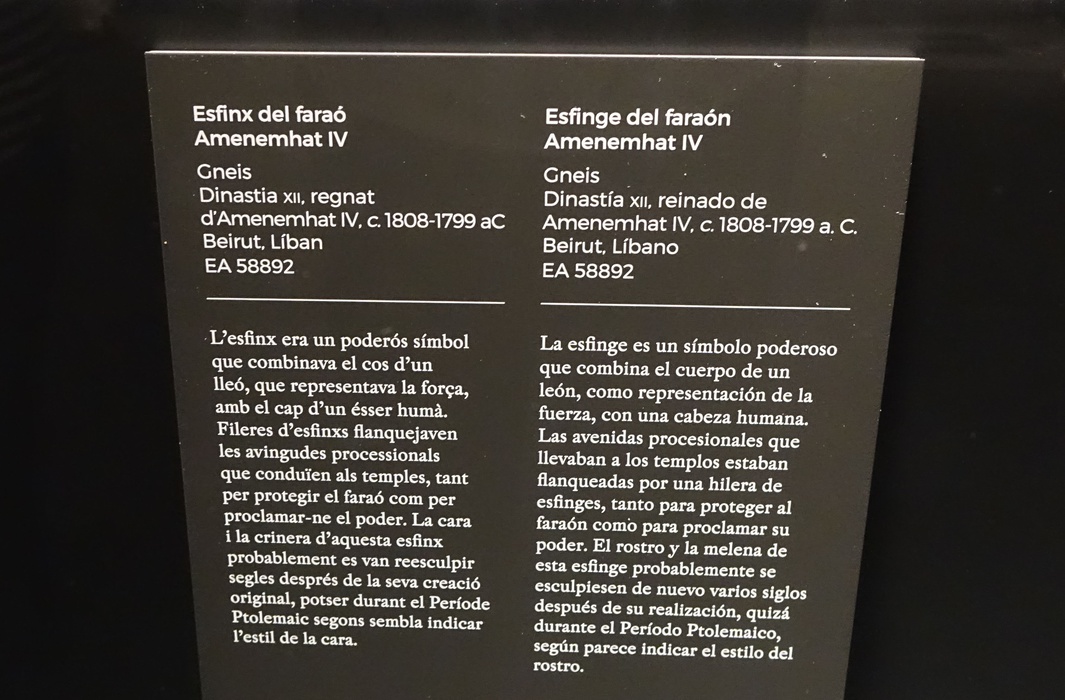 Esfinx del faraó
Amenemhat IV
Gneis
Dinastia XII, regnat
d'Amenemhat IV, c. 1808-1799 aC
Beirut, Líban
EA 58892
L'esfinx era un poderós símbol
que combinava el cos d'un
lleó, que representava la força,
amb el cap d'un ésser humà.
Fileres d'esfinxs flanquejaven
les avingudes processionals
que conduïen als temples, tant
per protegir el faraó com per
proclamar-ne el poder. La cara
i la crinera d'aquesta esfinx
probablement es van reesculpir
segles després de la seva creació
original, potser durant el Període
Ptolemaic segons sembla indicar
l'estil de la cara.
Esfinge del faraón
Amenemhat IV
Gneis
Dinastía XII, reinado de
Amenemhat IV, c. 1808-1799 a. C.
Beirut, Líbano
EA 58892
La esfinge es un símbolo poderoso
que combina el cuerpo de un
león, como representación de la
fuerza, con una cabeza humana.
Las avenidas procesionales que
llevaban a los templos estaban
flanqueadas por una hilera de
esfinges, tanto para proteger al
faraón como para proclamar su
poder. El rostro y la melena de
esta esfinge probablemente se
esculpiesen de nuevo varios siglos
después de su realización, quizá
durante el Período Ptolemaico,
según parece indicar el estilo del
rostro.